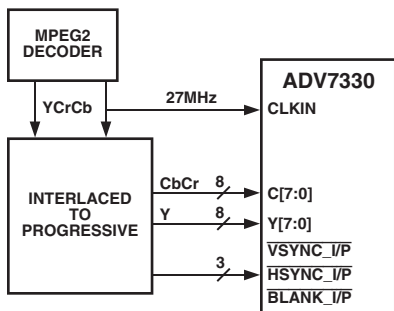 MPEG2
DECODER
YCrCb
27MHz
ADV7330
CLKIN
INTERLACED
TO
PROGRESSIVE
CbCr 8
C[7:0]
Y 8
Y[7:0]
VSYNC_I/P
3
HSYNC_I/P
BLANK_I/P